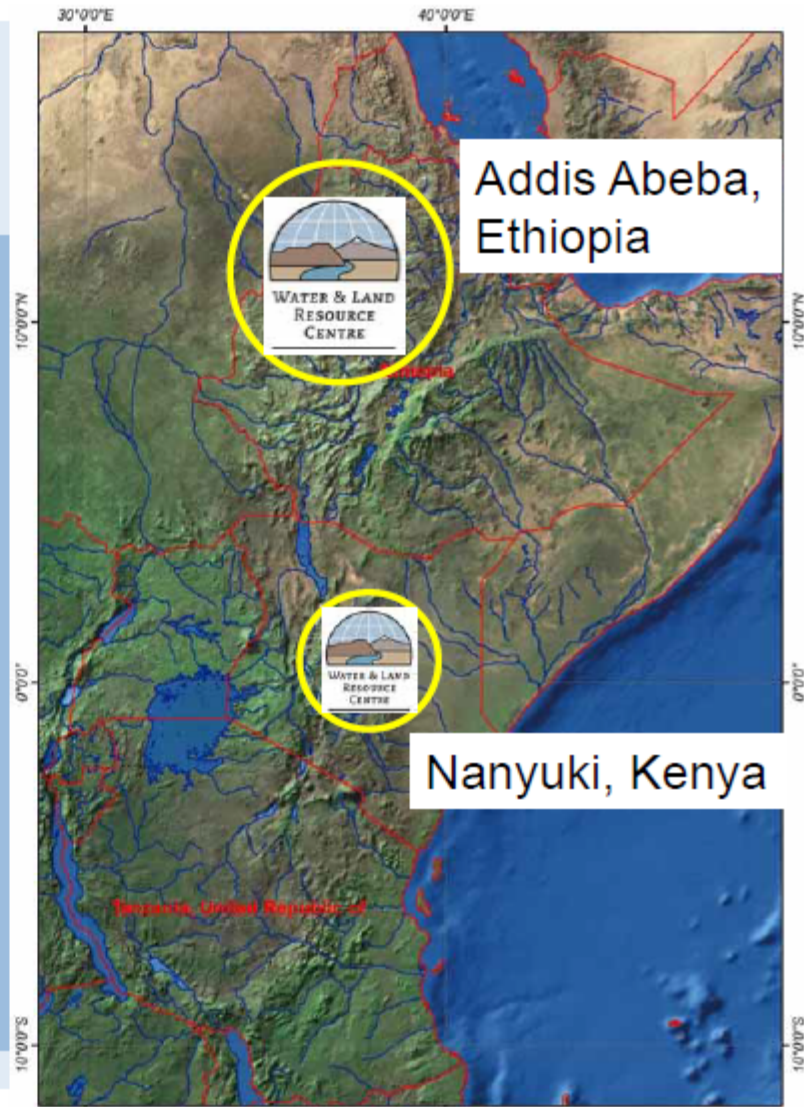 30°0'0"E
40°0'0"E
Addis Abeba,
Ethiopia
WATER & LAND
RESOURCE
CENTRE
10°0'0"N
10°0'0"N
Ethiopia
WATER & LAND
RESOURCE
CENTRE
0°0'0"
0°0'0"
Nanyuki, Kenya
Tanzania, United Republic of
10°0'0"S
10°0'0"S